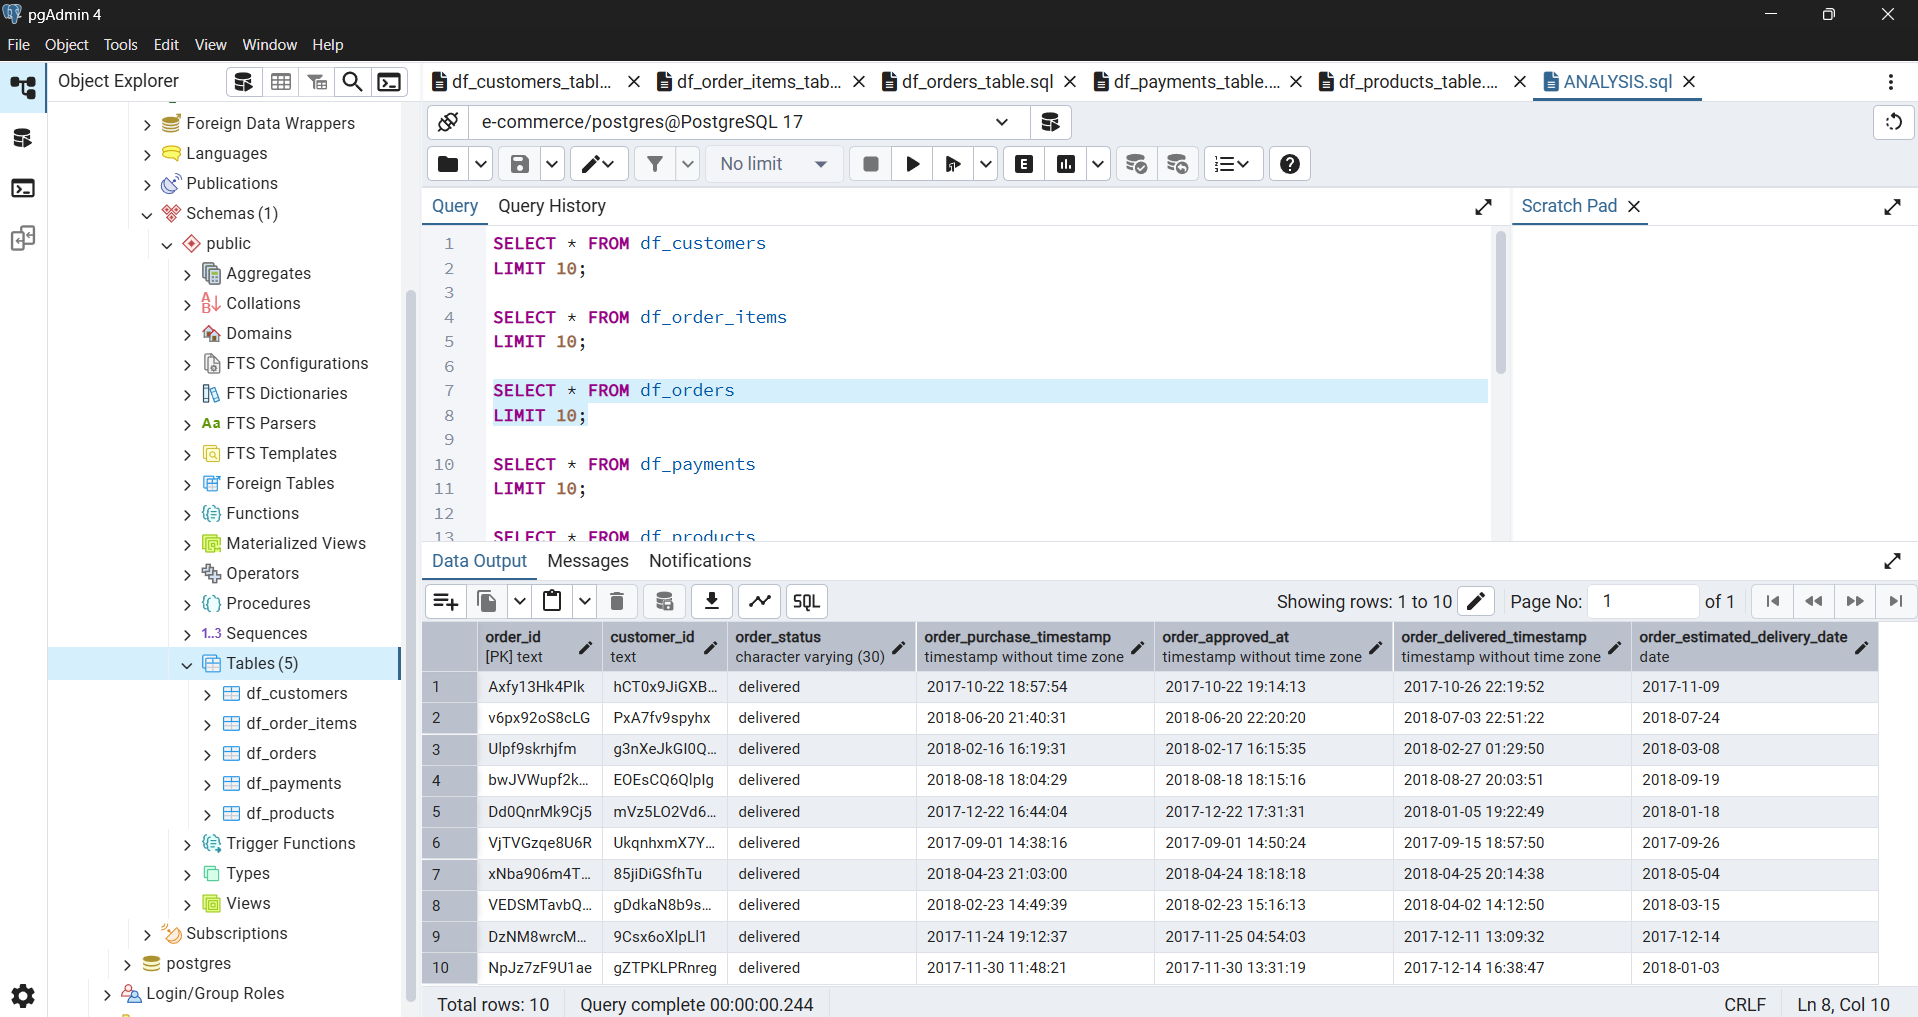 pgAdmin 4
File Object Tools Edit View Window Help
Object Explorer
df_customers_tabl... df_order_items_tab... df_orders_table.sql df_payments_table.... df_products_table.... ANALYSIS.sql
Foreign Data Wrappers
Languages
Publications
Schemas (1)
public
Aggregates
Collations
Domains
FTS Configurations
FTS Dictionaries
Aa FTS Parsers
FTS Templates
Foreign Tables
Functions
Materialized Views
Operators
Procedures
1..3 Sequences
Tables (5)
df_customers
df_order_items
df_orders
df_payments
df_products
Trigger Functions
Types
Views
Subscriptions
postgres
Login/Group Roles
e-commerce/postgres@PostgreSQL 17
No limit
E
Query Query History
Scratch Pad
1 SELECT * FROM df_customers
2 LIMIT 10;
3
4 SELECT * FROM df_order_items
5 LIMIT 10;
6
7 SELECT * FROM df_orders
8 LIMIT 10;
9
10 SELECT * FROM df_payments
11 LIMIT 10;
12
13 SELECT * FROM df_products
Data Output Messages Notifications
SQL
Showing rows: 1 to 10 Page No: 1 of 1
order_id customer_id order_status order_purchase_timestamp order_approved_at order_delivered_timestamp order_estimated_delivery_date
[PK] text text character varying (30) timestamp without time zone timestamp without time zone timestamp without time zone date
1 Axfy13Hk4PIk hCT0x9JiGXB... delivered 2017-10-22 18:57:54 2017-10-22 19:14:13 2017-10-26 22:19:52 2017-11-09
2 v6px92oS8cLG PxA7fv9spyhx delivered 2018-06-20 21:40:31 2018-06-20 22:20:20 2018-07-03 22:51:22 2018-07-24
3 Ulpf9skrhjfm g3nXeJkGI0Q... delivered 2018-02-16 16:19:31 2018-02-17 16:15:35 2018-02-27 01:29:50 2018-03-08
4 bwJVWupf2k... EOEsCQ6QlpIg delivered 2018-08-18 18:04:29 2018-08-18 18:15:16 2018-08-27 20:03:51 2018-09-19
5 Dd0QnrMk9Cj5 mVz5LO2Vd6... delivered 2017-12-22 16:44:04 2017-12-22 17:31:31 2018-01-05 19:22:49 2018-01-18
6 VjTVGzqe8U6R UkqnhxmX7Y... delivered 2017-09-01 14:38:16 2017-09-01 14:50:24 2017-09-15 18:57:50 2017-09-26
7 xNba906m4T... 85jiDiGSfhTu delivered 2018-04-23 21:03:00 2018-04-24 18:18:18 2018-04-25 20:14:38 2018-05-04
8 VEDSMTavbQ... gDdkaN8b9s... delivered 2018-02-23 14:49:39 2018-02-23 15:16:13 2018-04-02 14:12:50 2018-03-15
9 DzNM8wrcM... 9Csx6oXlpLl1 delivered 2017-11-24 19:12:37 2017-11-25 04:54:03 2017-12-11 13:09:32 2017-12-14
10 NpJz7zF9U1ae gZTPKLPRnreg delivered 2017-11-30 11:48:21 2017-11-30 13:31:19 2017-12-14 16:38:47 2018-01-03
Total rows: 10 Query complete 00:00:00.244 CRLF Ln 8, Col 10